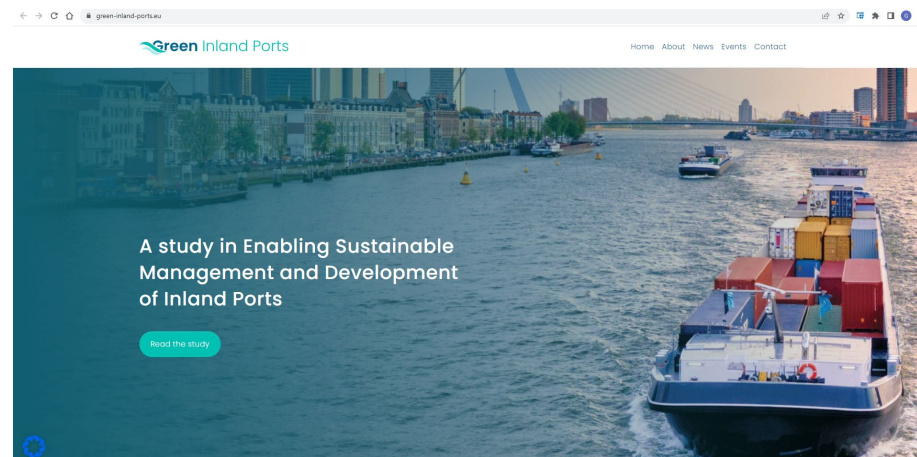 green-inland-ports.eu
G
Green Inland Ports
Home About News Events Contact
A study in Enabling Sustainable
Management and Development
of Inland Ports
Read the study